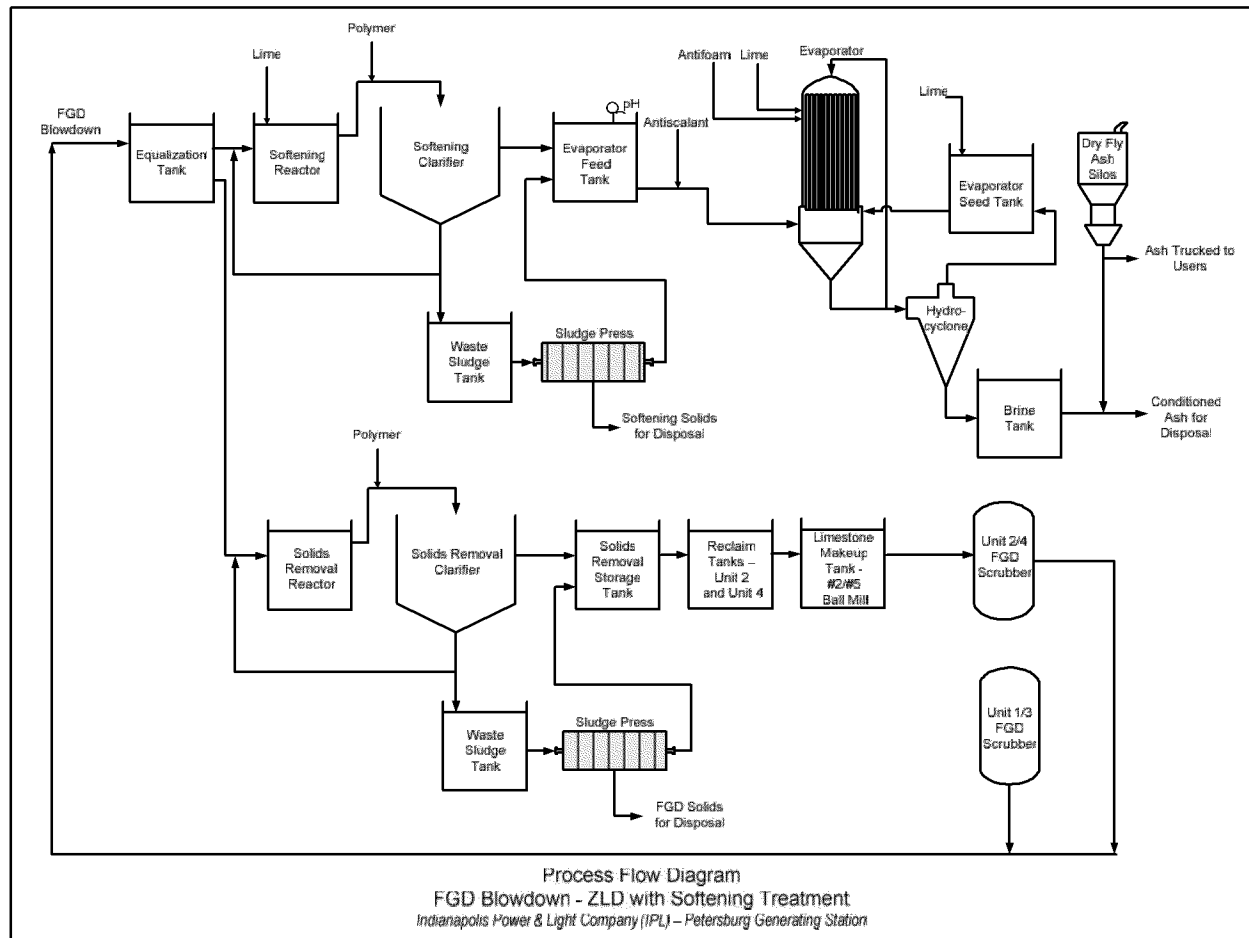 Polymer
Lime
FGD
Blowdown
Equalization
Tank
Softening
Reactor
Softening
Clarifier
pH
Evaporator
Feed
Tank
Antiscalant
Antifoam
Lime
Evaporator
Lime
Evaporator
Seed Tank
Dry Fly
Ash
Silos
Ash Trucked to
Users
Hydro-
cyclone
Waste
Sludge
Tank
Sludge Press
Softening Solids
for Disposal
Brine
Tank
Conditioned
Ash for
Disposal
Polymer
Solids
Removal
Reactor
Solids Removal
Clarifier
Solids
Removal
Storage
Tank
Reclaim
Tanks –
Unit 2
and Unit 4
Limestone
Makeup
Tank -
#2/#5
Ball Mill
Unit 2/4
FGD
Scrubber
Unit 1/3
FGD
Scrubber
Waste
Sludge
Tank
Sludge Press
FGD Solids
for Disposal
Process Flow Diagram
FGD Blowdown - ZLD with Softening Treatment
Indianapolis Power & Light Company (IPL) – Petersburg Generating Station